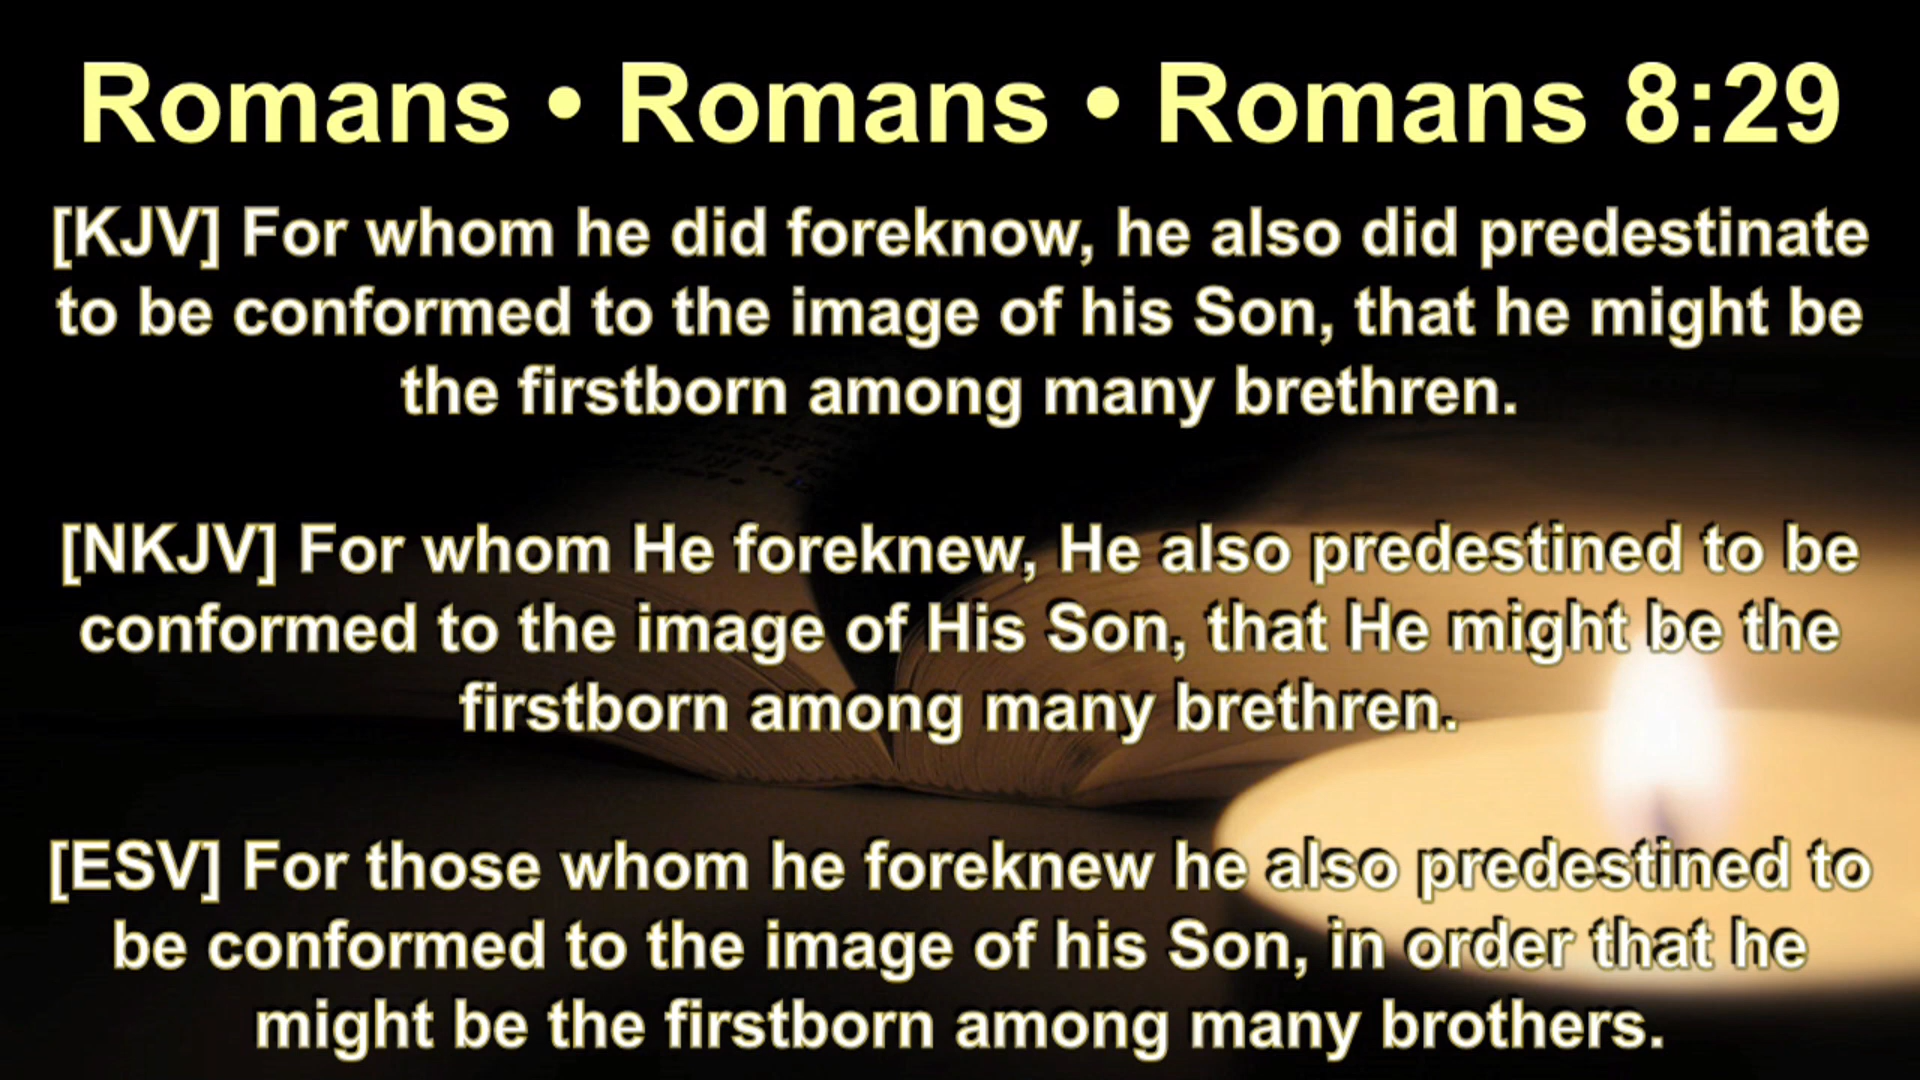 Romans • Romans • Romans 8:29
[KJV] For whom he did foreknow, he also did predestinate
to be conformed to the image of his Son, that he might be
the firstborn among many brethren.
[NKJV] For whom He foreknew, He also predestined to be
conformed to the image of His Son, that He might be the
firstborn among many brethren.
[ESV] For those whom he foreknew he also predestined to
be conformed to the image of his Son, in order that he
might be the firstborn among many brothers.